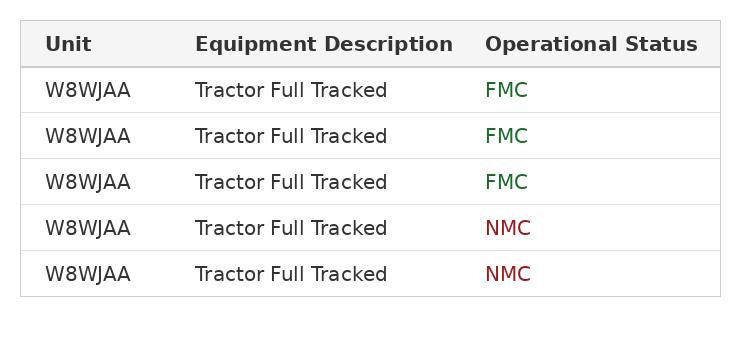 Unit Equipment Description Operational Status
W8WJAA Tractor Full Tracked FMC
W8WJAA Tractor Full Tracked FMC
W8WJAA Tractor Full Tracked FMC
W8WJAA Tractor Full Tracked NMC
W8WJAA Tractor Full Tracked NMC